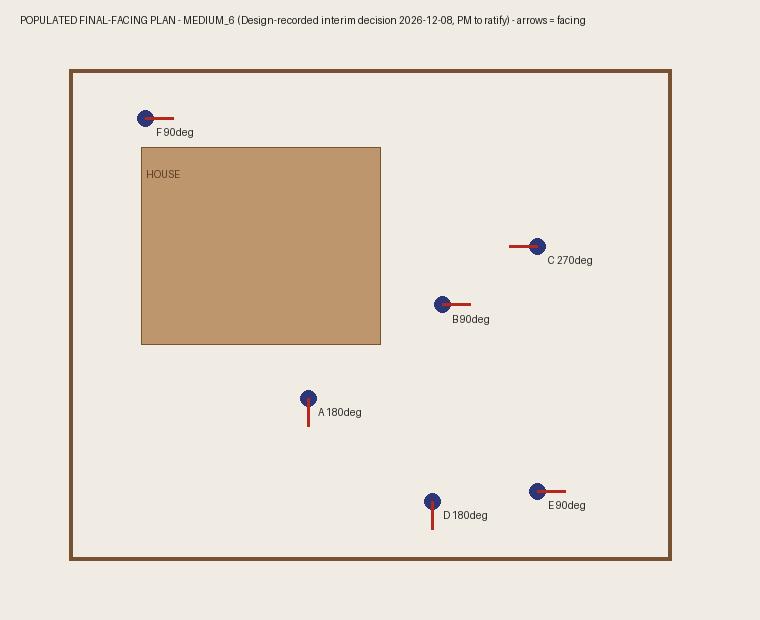 POPULATED FINAL-FACING PLAN - MEDIUM_6 (Design-recorded interim decision 2026-12-08, PM to ratify) - arrows = facing
F 90deg
HOUSE
C 270deg
B 90deg
A 180deg
E 90deg
D 180deg